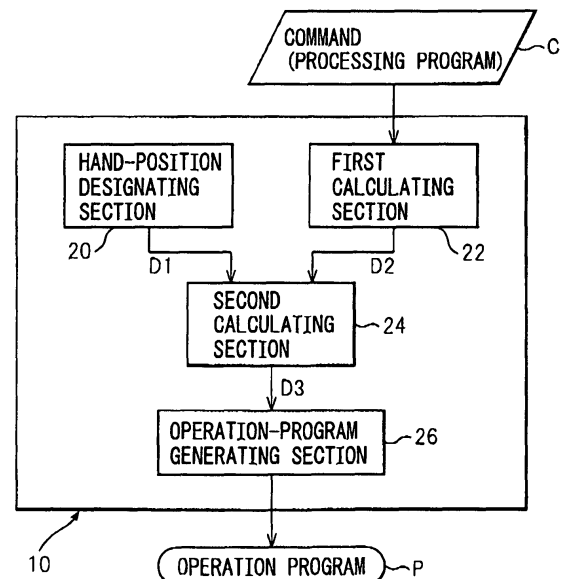 COMMAND
(PROCESSING PROGRAM)
C
HAND-POSITION
DESIGNATING
SECTION
FIRST
CALCULATING
SECTION
20
D1
D2
22
SECOND
CALCULATING
SECTION
24
D3
OPERATION-PROGRAM
GENERATING SECTION
26
10
OPERATION PROGRAM
P